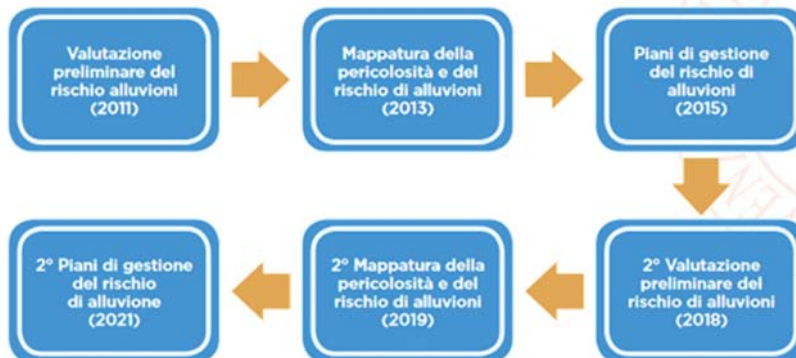 Valutazione
preliminare del
rischio alluvioni
(2011)
Mappatura della
pericolosità e del
rischio di alluvioni
(2013)
Piani di gestione
del rischio di
alluvioni
(2015)
2° Valutazione
preliminare del
rischio di alluvioni
(2018)
2° Mappatura della
pericolosità e del
rischio di alluvioni
(2019)
2° Piani di gestione
del rischio
di alluvione
(2021)